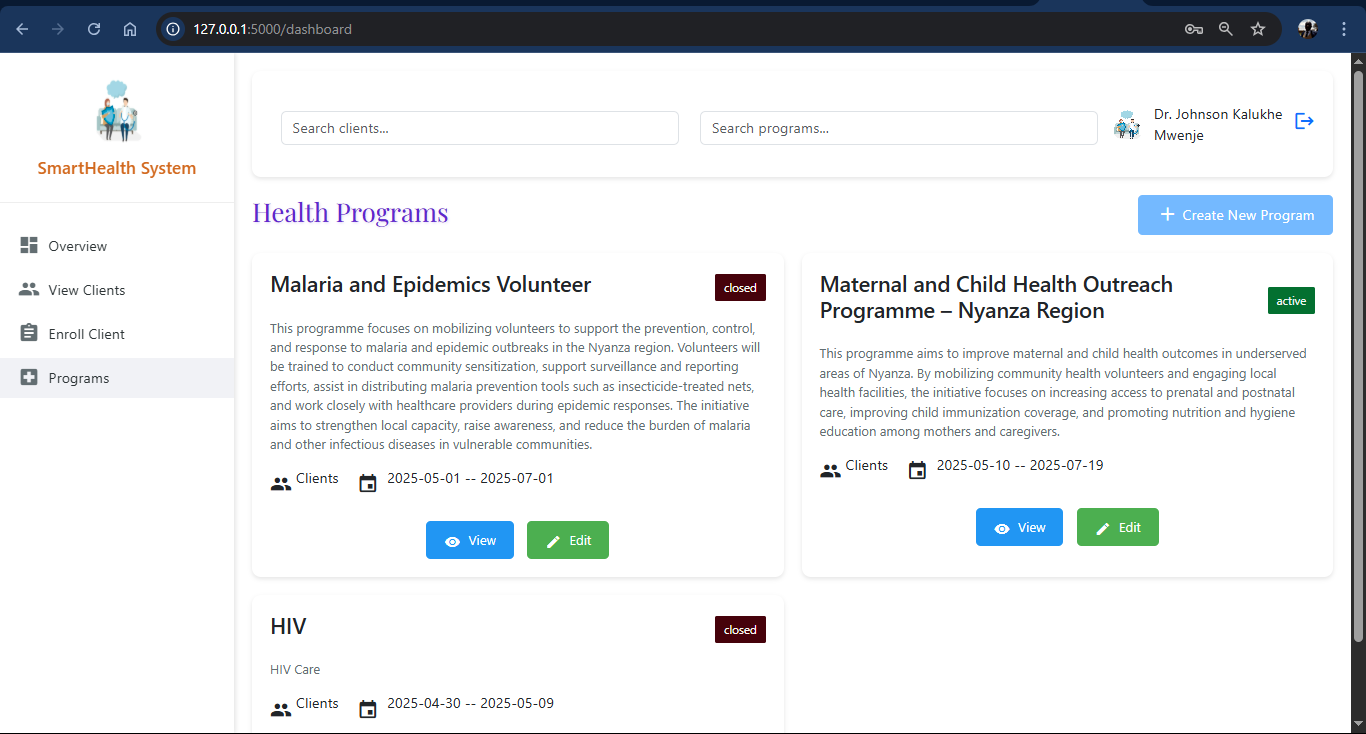 127.0.0.1:5000/dashboard
SmartHealth System
Overview
View Clients
Enroll Client
Programs
Search clients...
Search programs...
Dr. Johnson Kalukhe
Mwenje
Health Programs
Create New Program
Malaria and Epidemics Volunteer
closed
This programme focuses on mobilizing volunteers to support the prevention, control,
and response to malaria and epidemic outbreaks in the Nyanza region. Volunteers will
be trained to conduct community sensitization, support surveillance and reporting
efforts, assist in distributing malaria prevention tools such as insecticide-treated nets,
and work closely with healthcare providers during epidemic responses. The initiative
aims to strengthen local capacity, raise awareness, and reduce the burden of malaria
and other infectious diseases in vulnerable communities.
Clients
2025-05-01 -- 2025-07-01
View
Edit
Maternal and Child Health Outreach
Programme – Nyanza Region
active
This programme aims to improve maternal and child health outcomes in underserved
areas of Nyanza. By mobilizing community health volunteers and engaging local
health facilities, the initiative focuses on increasing access to prenatal and postnatal
care, improving child immunization coverage, and promoting nutrition and hygiene
education among mothers and caregivers.
Clients
2025-05-10 -- 2025-07-19
View
Edit
HIV
closed
HIV Care
Clients
2025-04-30 -- 2025-05-09